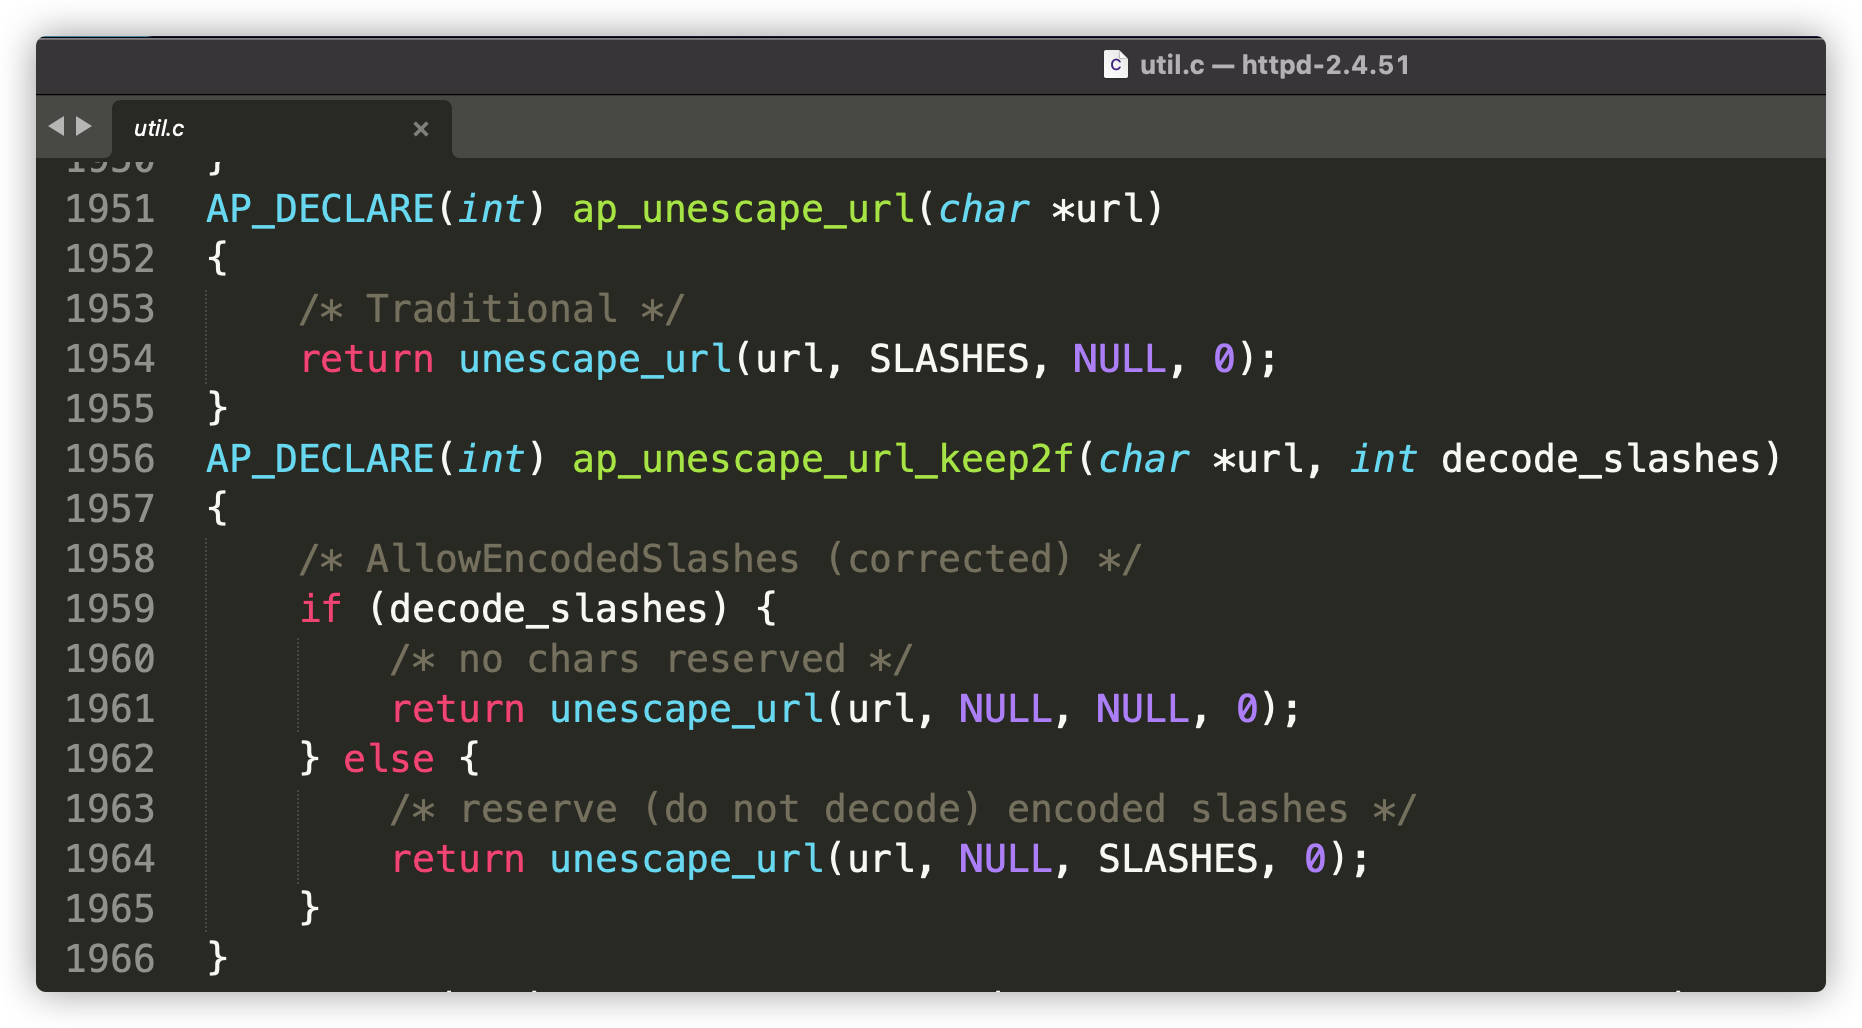 util.c — httpd-2.4.51
util.c
1950 }
1951 AP_DECLARE(int) ap_unescape_url(char *url)
1952 {
1953     /* Traditional */
1954     return unescape_url(url, SLASHES, NULL, 0);
1955 }
1956 AP_DECLARE(int) ap_unescape_url_keep2f(char *url, int decode_slashes)
1957 {
1958     /* AllowEncodedSlashes (corrected) */
1959     if (decode_slashes) {
1960         /* no chars reserved */
1961         return unescape_url(url, NULL, NULL, 0);
1962     } else {
1963         /* reserve (do not decode) encoded slashes */
1964         return unescape_url(url, NULL, SLASHES, 0);
1965     }
1966 }